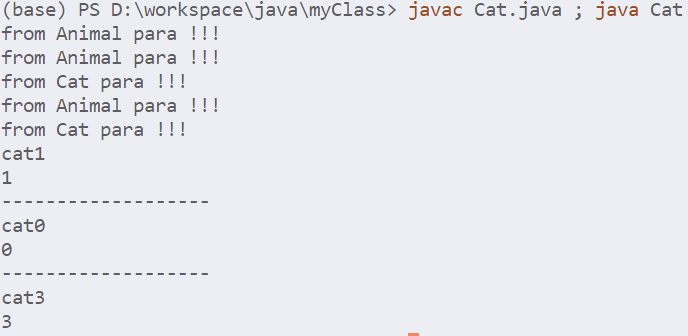 (base) PS D:\workspace\java\myClass> javac Cat.java ; java Cat
from Animal para !!!
from Animal para !!!
from Cat para !!!
from Animal para !!!
from Cat para !!!
cat1
1
-------------------
cat0
0
-------------------
cat3
3